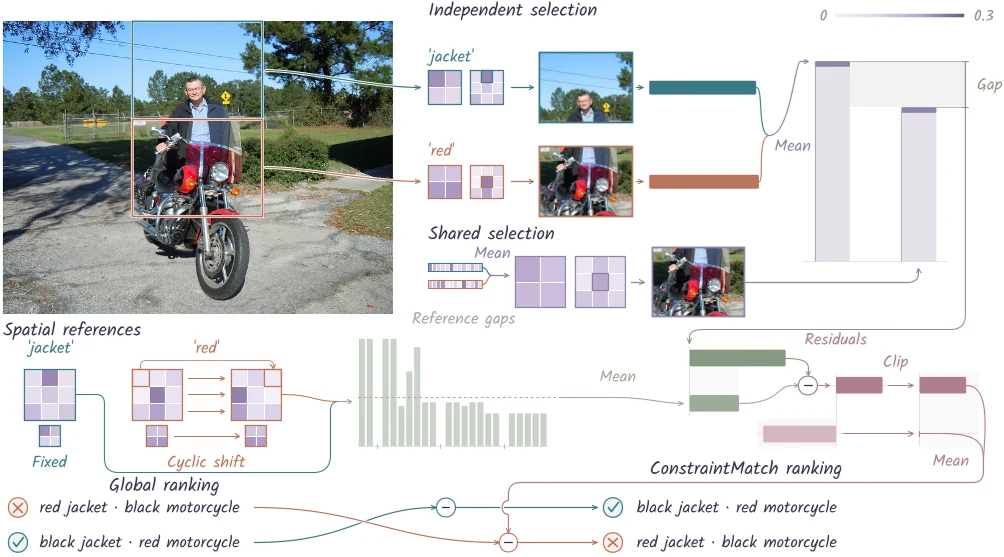 Independent selection
0
0.3
'jacket'
Gap
'red'
Mean
Shared selection
Mean
Spatial references
'jacket'
'red'
Reference gaps
Mean
Residuals
Clip
Fixed
Cyclic shift
Mean
Global ranking
ConstraintMatch ranking
red jacket · black motorcycle
black jacket · red motorcycle
black jacket · red motorcycle
red jacket · black motorcycle